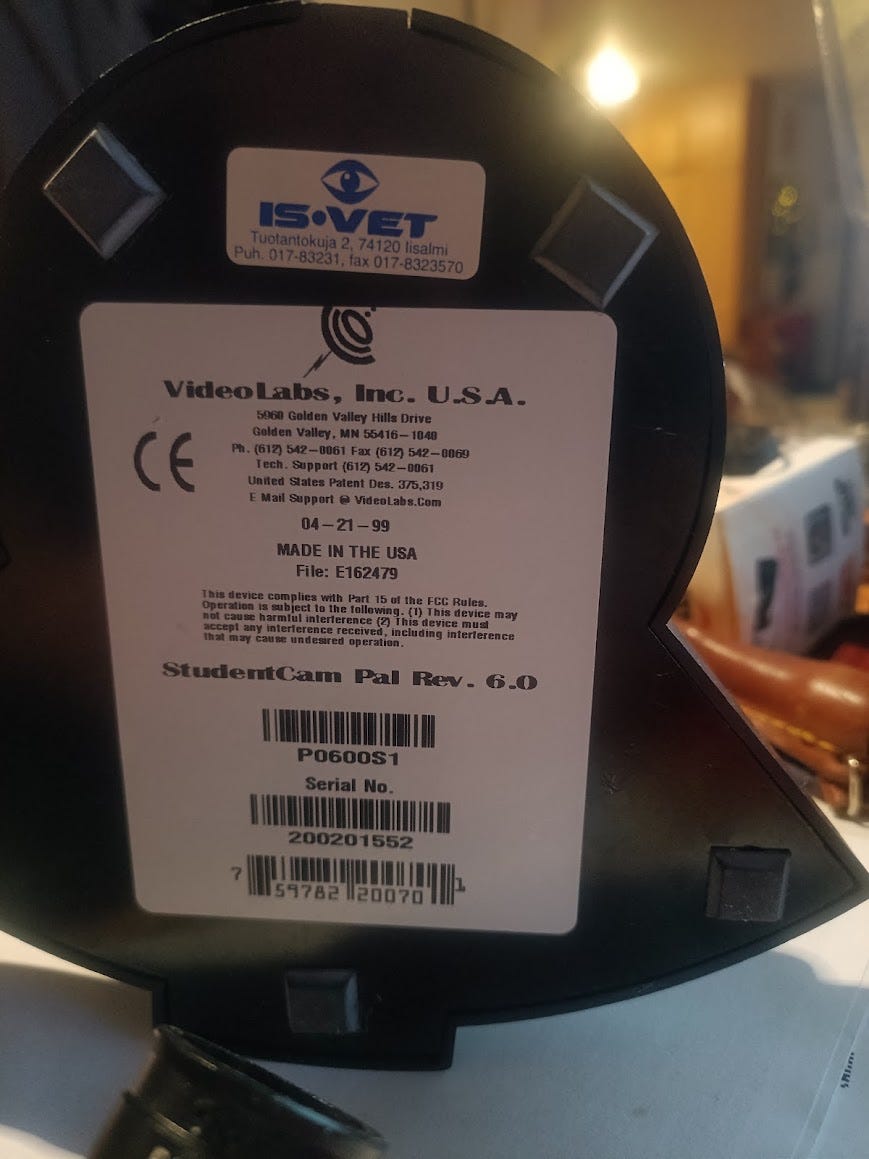 IS•VET
Tuotantokuja 2, 74120 Iisalmi
Puh. 017-83231, fax 017-8323570
VideoLabs, Inc. U.S.A.
5960 Golden Valley Hills Drive
Golden Valley, MN 55416-1040
Ph. (612) 542-0061 Fax (612) 542-0069
Tech. Support (612) 542-0061
United States Patent Des. 375,319
E Mail Support @ VideoLabs.Com
CE
04-21-99
MADE IN THE USA
File: E162479
This device complies with Part 15 of the FCC Rules.
Operation is subject to the following. (1) This device may
not cause harmful interference (2) This device must
accept any interference received, including interference
that may cause undesired operation.
StudentCam Pal Rev. 6.0
P0600S1
Serial No.
200201552
7 59782 20070 1